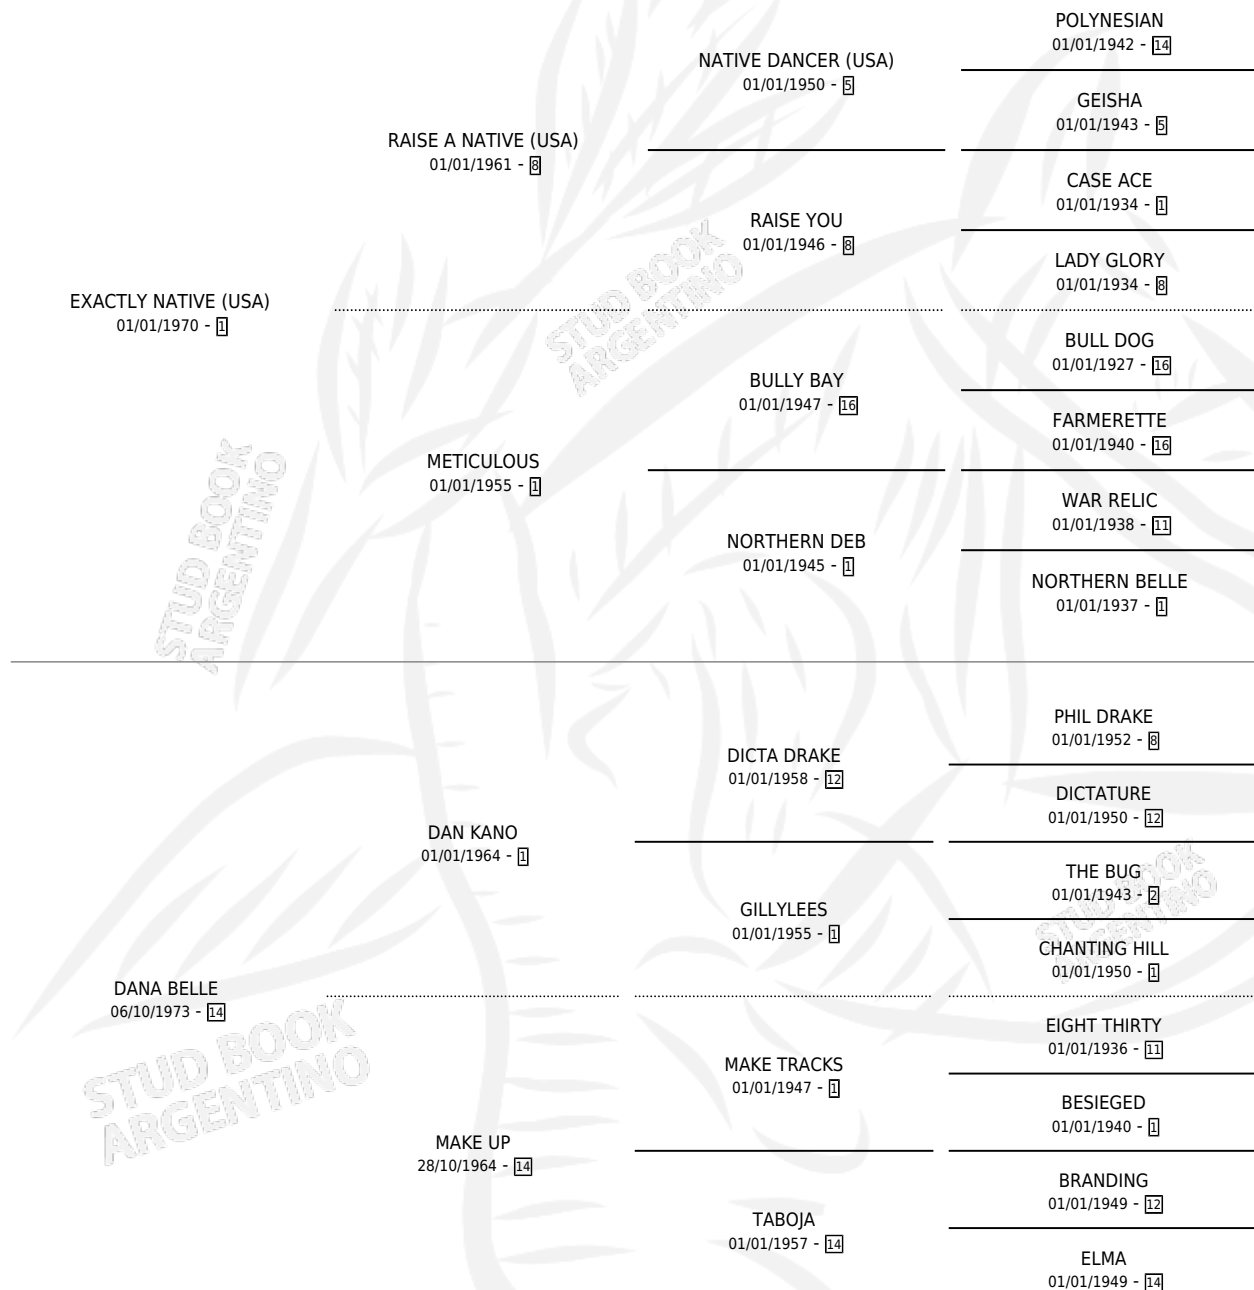 POLYNESIAN
01/01/1942 - 14
NATIVE DANCER (USA)
01/01/1950 - 5
GEISHA
01/01/1943 - 5
RAISE A NATIVE (USA)
01/01/1961 - 8
CASE ACE
01/01/1934 - 1
RAISE YOU
01/01/1946 - 8
LADY GLORY
01/01/1934 - 8
EXACTLY NATIVE (USA)
01/01/1970 - 1
BULL DOG
01/01/1927 - 16
BULLY BAY
01/01/1947 - 16
FARMERETTE
01/01/1940 - 16
METICULOUS
01/01/1955 - 1
WAR RELIC
01/01/1938 - 11
NORTHERN DEB
01/01/1945 - 1
NORTHERN BELLE
01/01/1937 - 1
PHIL DRAKE
01/01/1952 - 8
DICTA DRAKE
01/01/1958 - 12
DICTATURE
01/01/1950 - 12
DAN KANO
01/01/1964 - 1
THE BUG
01/01/1943 - 2
GILLYLEES
01/01/1955 - 1
CHANTING HILL
01/01/1950 - 1
DANA BELLE
06/10/1973 - 14
EIGHT THIRTY
01/01/1936 - 11
MAKE TRACKS
01/01/1947 - 1
BESIEGED
01/01/1940 - 1
MAKE UP
28/10/1964 - 14
BRANDING
01/01/1949 - 12
TABOJA
01/01/1957 - 14
ELMA
01/01/1949 - 14
STUD BOOK
ARGENTINO
STUD BOOK
ARGENTINO
STUD BOOK
ARGENTINO
STUD BOOK
ARGENTINO